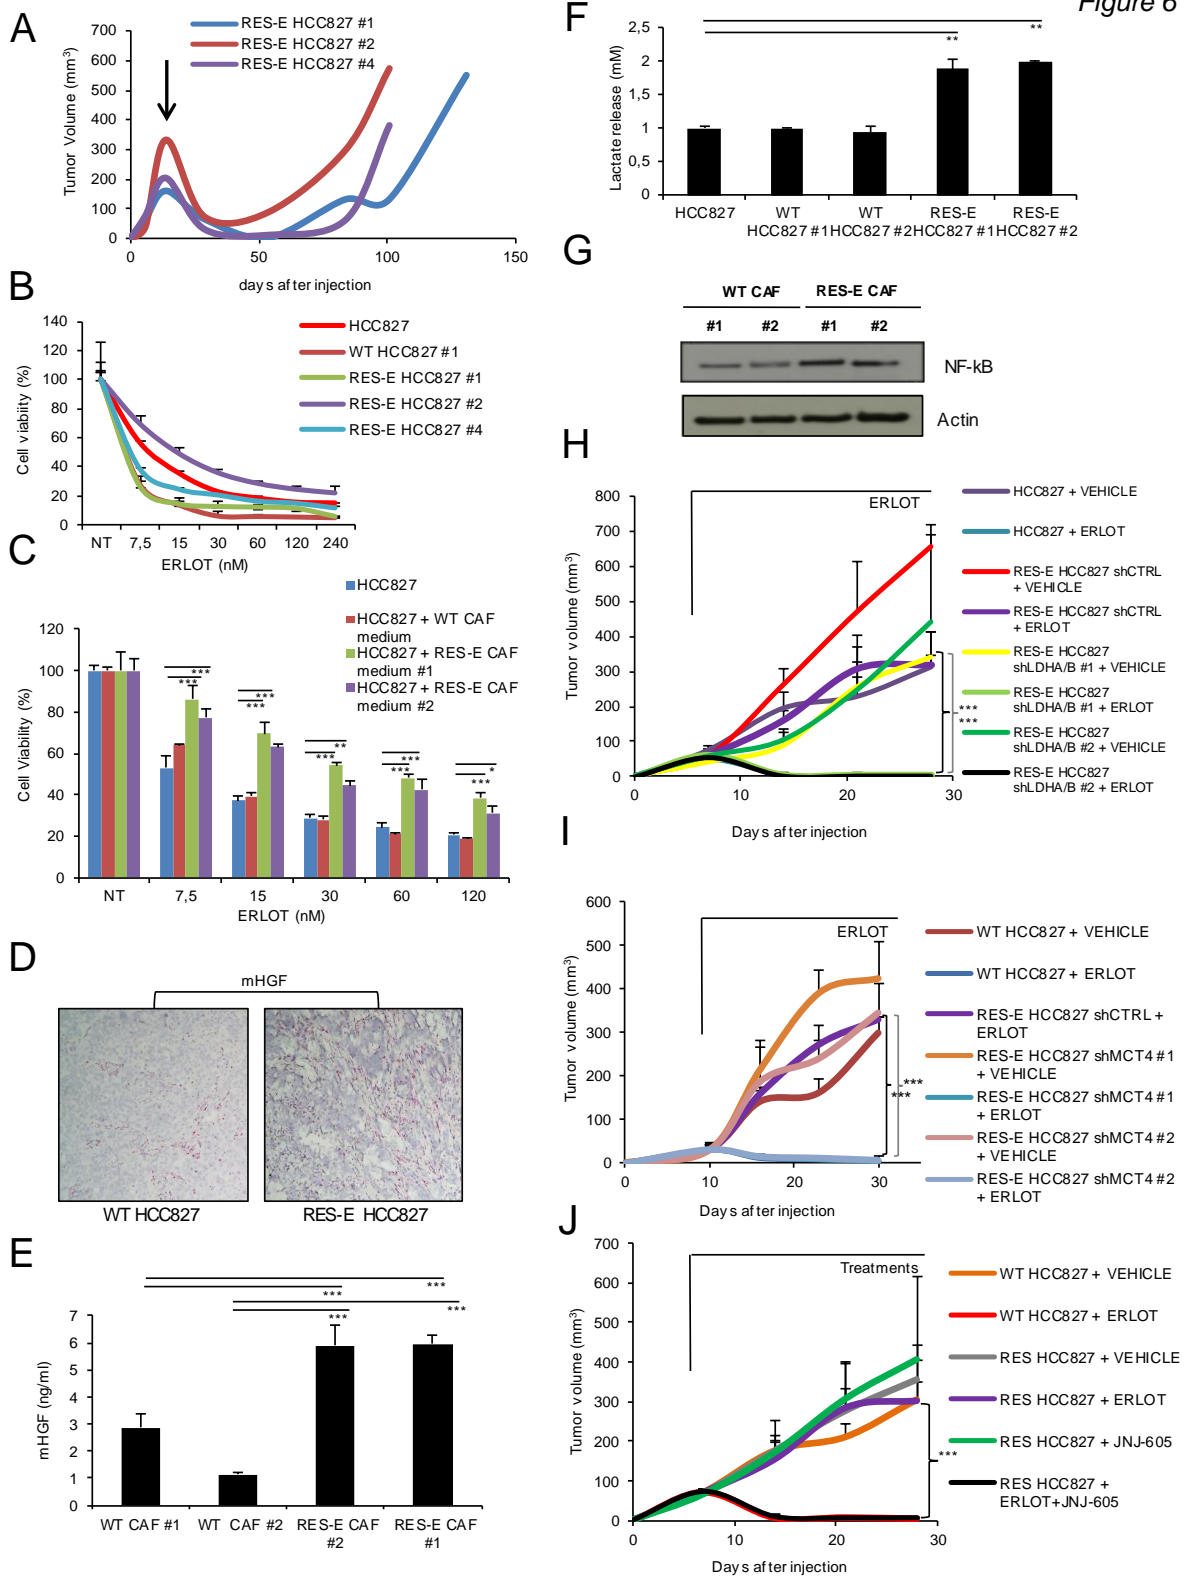 Figure 6
A
700
600
500
400
300
200
100
0
Tumor Volume (mm3)
RES-E HCC827 #1
RES-E HCC827 #2
RES-E HCC827 #4
0
50
100
150
days after injection
B
140
120
100
80
60
40
20
0
Cell viability (%)
HCC827
WT HCC827 #1
RES-E HCC827 #1
RES-E HCC827 #2
RES-E HCC827 #4
NT 7,5 15 30 60 120 240
ERLOT (nM)
C
HCC827
HCC827 + WT CAF
medium
HCC827 + RES-E CAF
medium #1
HCC827 + RES-E CAF
medium #2
120
100
80
60
40
20
0
Cell Viability (%)
***
***
***
***
**
***
***
***
*
***
NT 7,5 15 30 60 120
ERLOT (nM)
D
mHGF
WT HCC827
RES-E HCC827
E
***
***
***
***
7
6
5
4
3
2
1
0
mHGF (ng/ml)
WT CAF #1
WT CAF #2
RES-E CAF
#2
RES-E CAF
#1
F
2,5
2
1,5
1
0,5
0
Lactate release (mM)
**
**
HCC827
WT
HCC827 #1
WT
HCC827 #2
RES-E
HCC827 #1
RES-E
HCC827 #2
G
WT CAF
RES-E CAF
#1 #2 #1 #2
NF-kB
Actin
H
800
700
600
500
400
300
200
100
0
Tumor volume (mm3)
ERLOT
***
***
0 10 20 30
Days after injection
HCC827 + VEHICLE
HCC827 + ERLOT
RES-E HCC827 shCTRL
+ VEHICLE
RES-E HCC827 shCTRL
+ ERLOT
RES-E HCC827
shLDHA/B #1 + VEHICLE
RES-E HCC827
shLDHA/B #1 + ERLOT
RES-E HCC827
shLDHA/B #2 + VEHICLE
RES-E HCC827
shLDHA/B #2 + ERLOT
I
600
500
400
300
200
100
0
Tumor volume (mm3)
ERLOT
***
***
0 10 20 30
Days after injection
WT HCC827 + VEHICLE
WT HCC827 + ERLOT
RES-E HCC827 shCTRL +
ERLOT
RES-E HCC827 shMCT4 #1
+ VEHICLE
RES-E HCC827 shMCT4 #1
+ ERLOT
RES-E HCC827 shMCT4 #2
+ VEHICLE
RES-E HCC827 shMCT4 #2
+ ERLOT
J
700
600
500
400
300
200
100
0
Tumor volume (mm3)
Treatments
***
0 10 20 30
Days after injection
WT HCC827 + VEHICLE
WT HCC827 + ERLOT
RES HCC827 + VEHICLE
RES HCC827 + ERLOT
RES HCC827 + JNJ-605
RES HCC827 +
ERLOT+JNJ-605